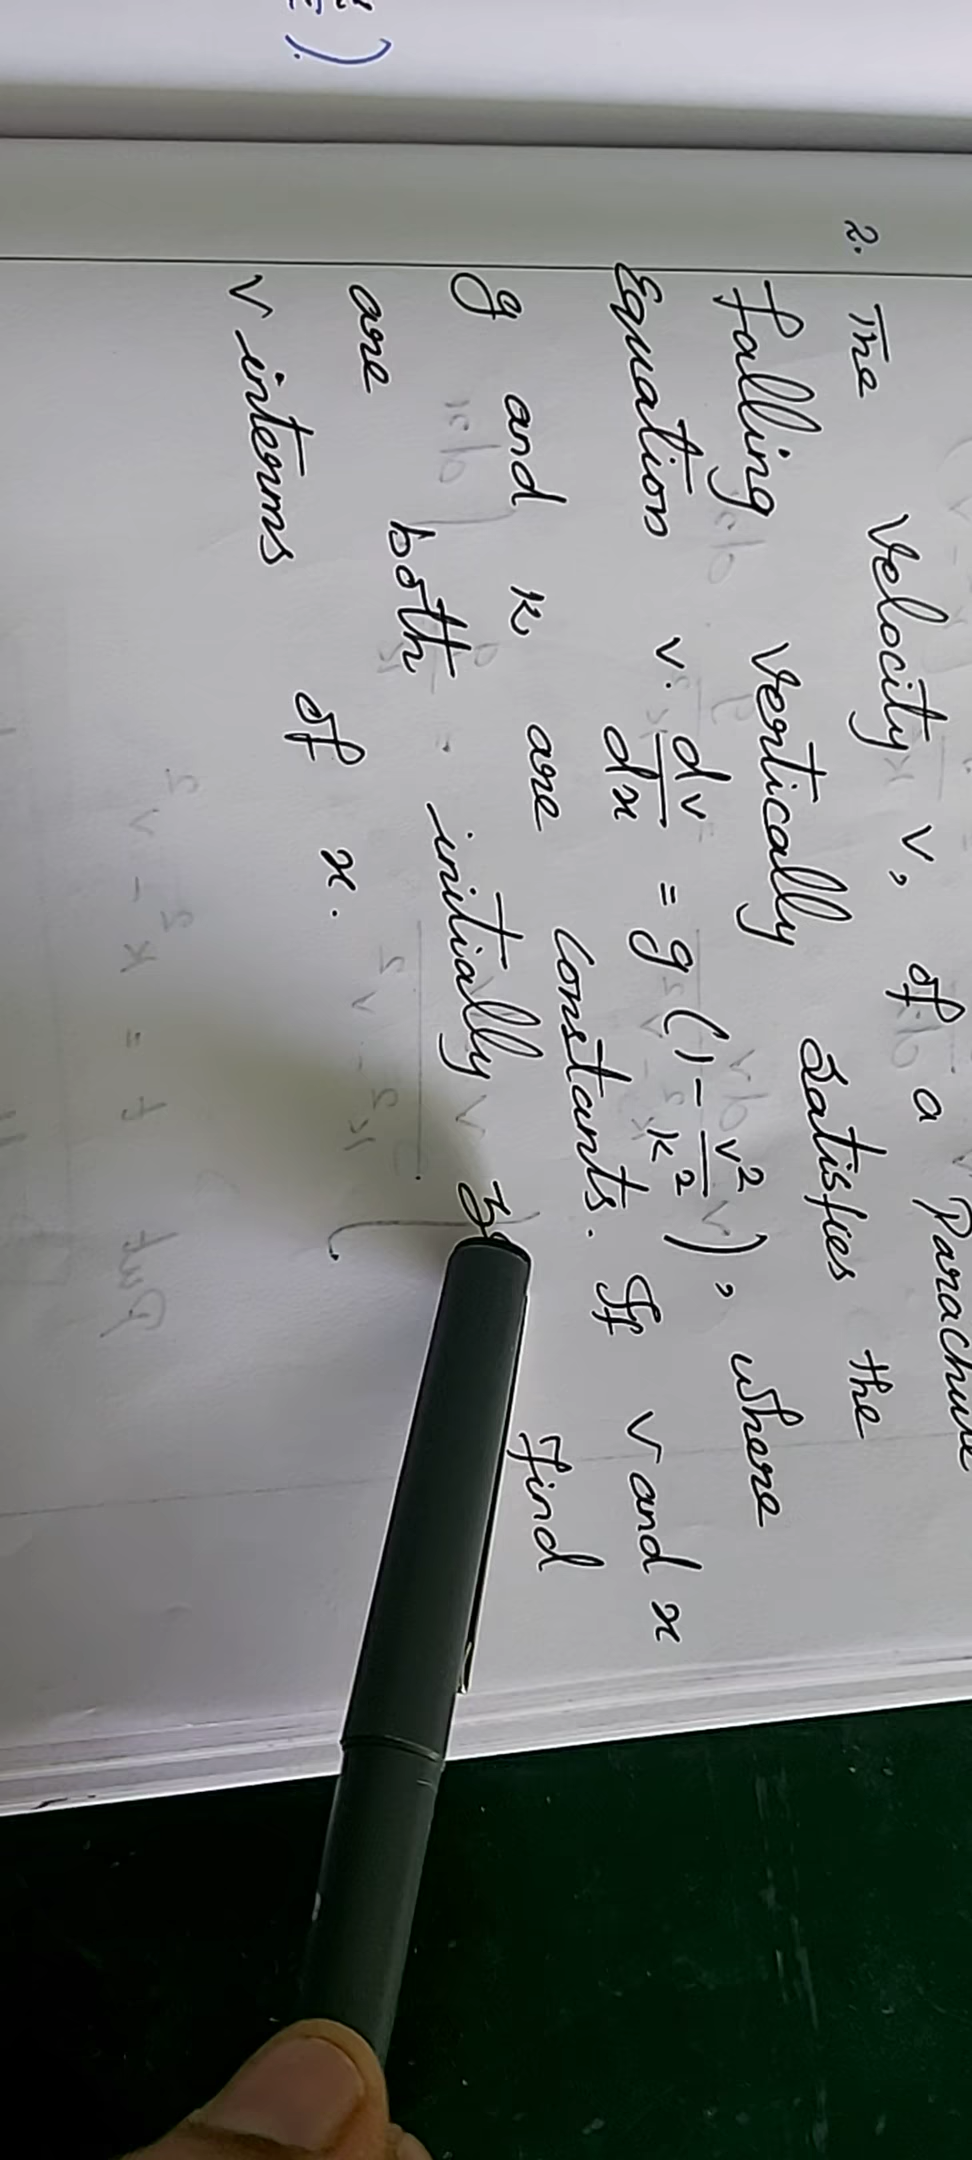 2. The Velocity v, of a Parachute
falling vertically satisfies the
Equation v. dv/dx = g (1 - v²/k²), where
g and k are constants. If v and x
are both initially Find
v interms of x.